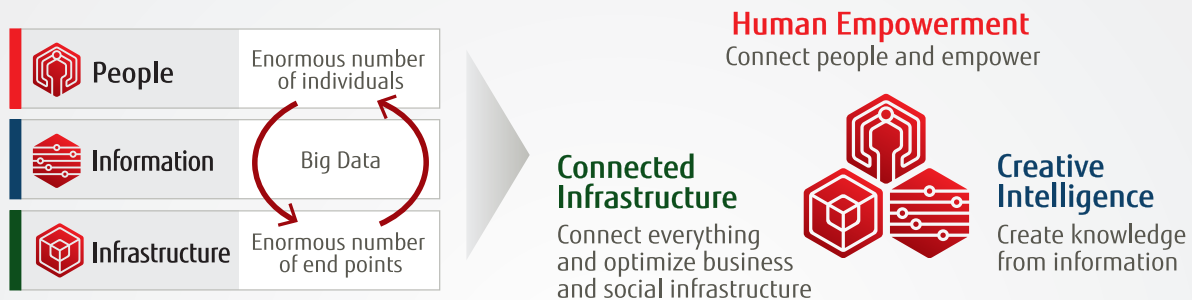 People
Enormous number
of individuals
Information
Big Data
Infrastructure
Enormous number
of end points
Human Empowerment
Connect people and empower
Connected
Infrastructure
Connect everything
and optimize business
and social infrastructure
Creative
Intelligence
Create knowledge
from information